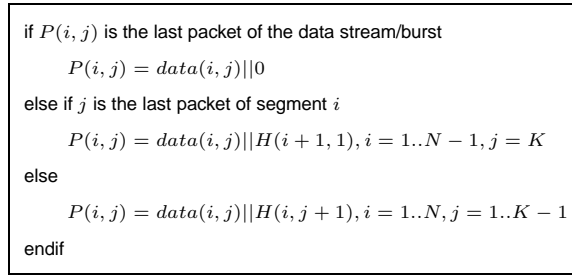 if P(i, j) is the last packet of the data stream/burst
P(i, j) = data(i, j)||0
else if j is the last packet of segment i
P(i, j) = data(i, j)||H(i + 1, 1), i = 1..N − 1, j = K
else
P(i, j) = data(i, j)||H(i, j + 1), i = 1..N, j = 1..K − 1
endif